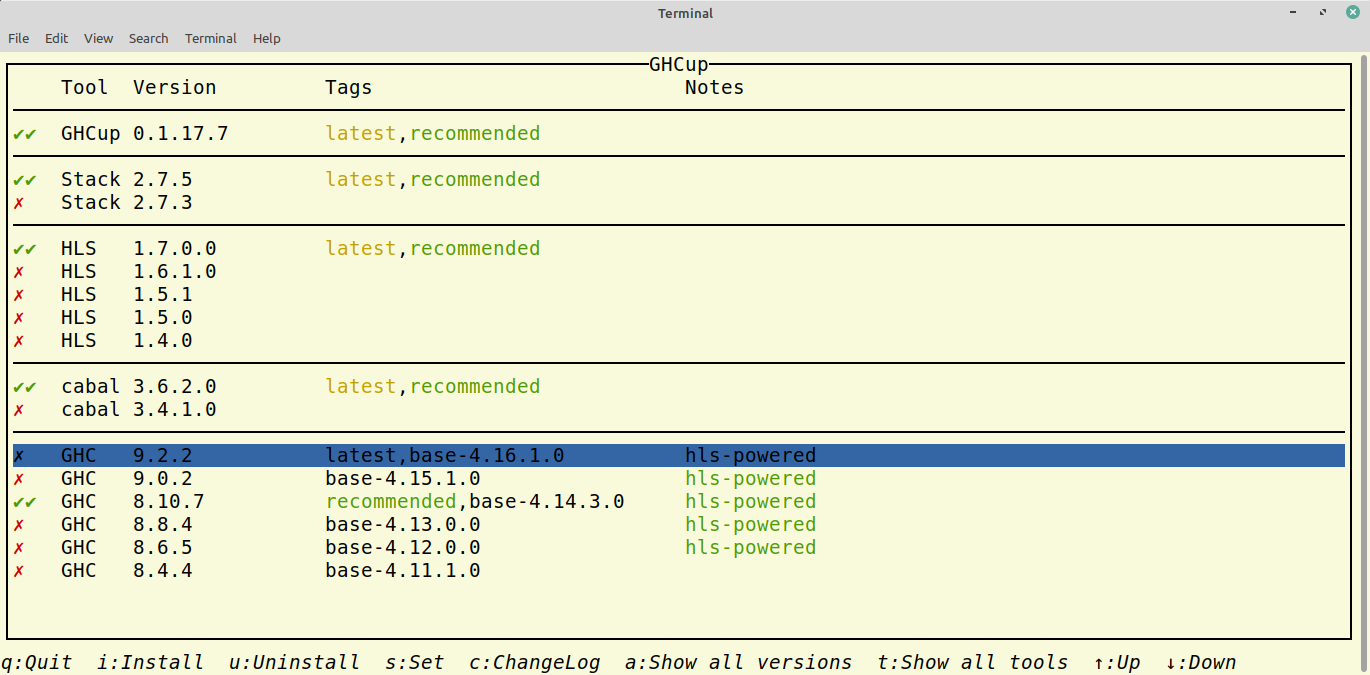 Terminal
File Edit View Search Terminal Help
GHCup
Tool Version Tags Notes
✔✔ GHCup 0.1.17.7 latest,recommended
✔✔ Stack 2.7.5 latest,recommended
✗ Stack 2.7.3
✔✔ HLS 1.7.0.0 latest,recommended
✗ HLS 1.6.1.0
✗ HLS 1.5.1
✗ HLS 1.5.0
✗ HLS 1.4.0
✔✔ cabal 3.6.2.0 latest,recommended
✗ cabal 3.4.1.0
✗ GHC 9.2.2 latest,base-4.16.1.0 hls-powered
✗ GHC 9.0.2 base-4.15.1.0 hls-powered
✔✔ GHC 8.10.7 recommended,base-4.14.3.0 hls-powered
✗ GHC 8.8.4 base-4.13.0.0 hls-powered
✗ GHC 8.6.5 base-4.12.0.0 hls-powered
✗ GHC 8.4.4 base-4.11.1.0
q:Quit i:Install u:Uninstall s:Set c:ChangeLog a:Show all versions t:Show all tools ↑:Up ↓:Down